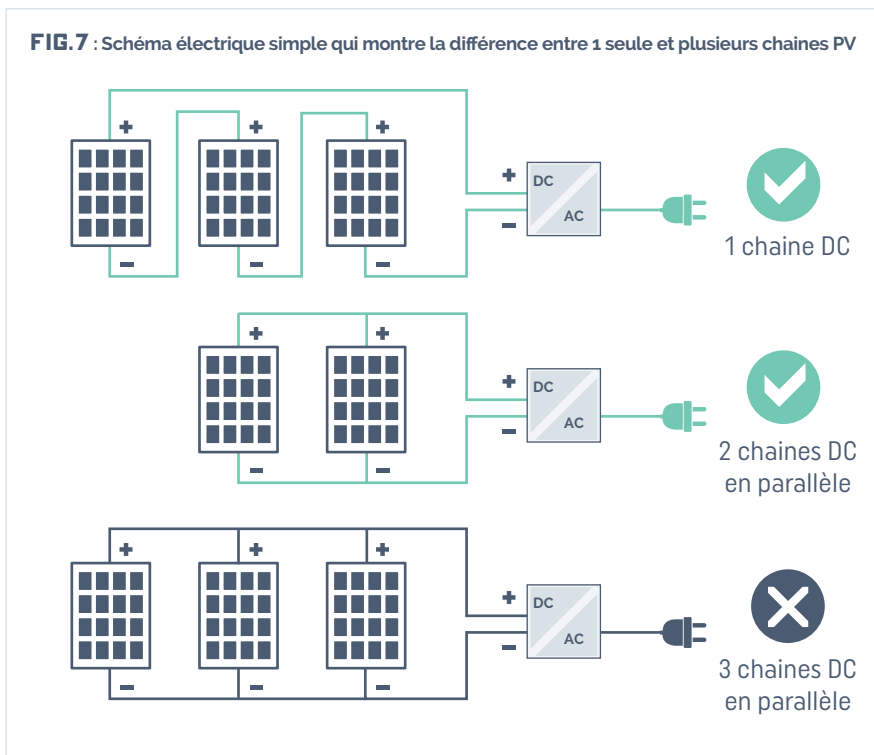 FIG.7 : Schéma électrique simple qui montre la différence entre 1 seule et plusieurs chaines PV
+ + +
- - -
+
-
DC
AC
1 chaine DC
+ +
- -
+
-
DC
AC
2 chaines DC
en parallèle
+ + +
- - -
+
-
DC
AC
3 chaines DC
en parallèle